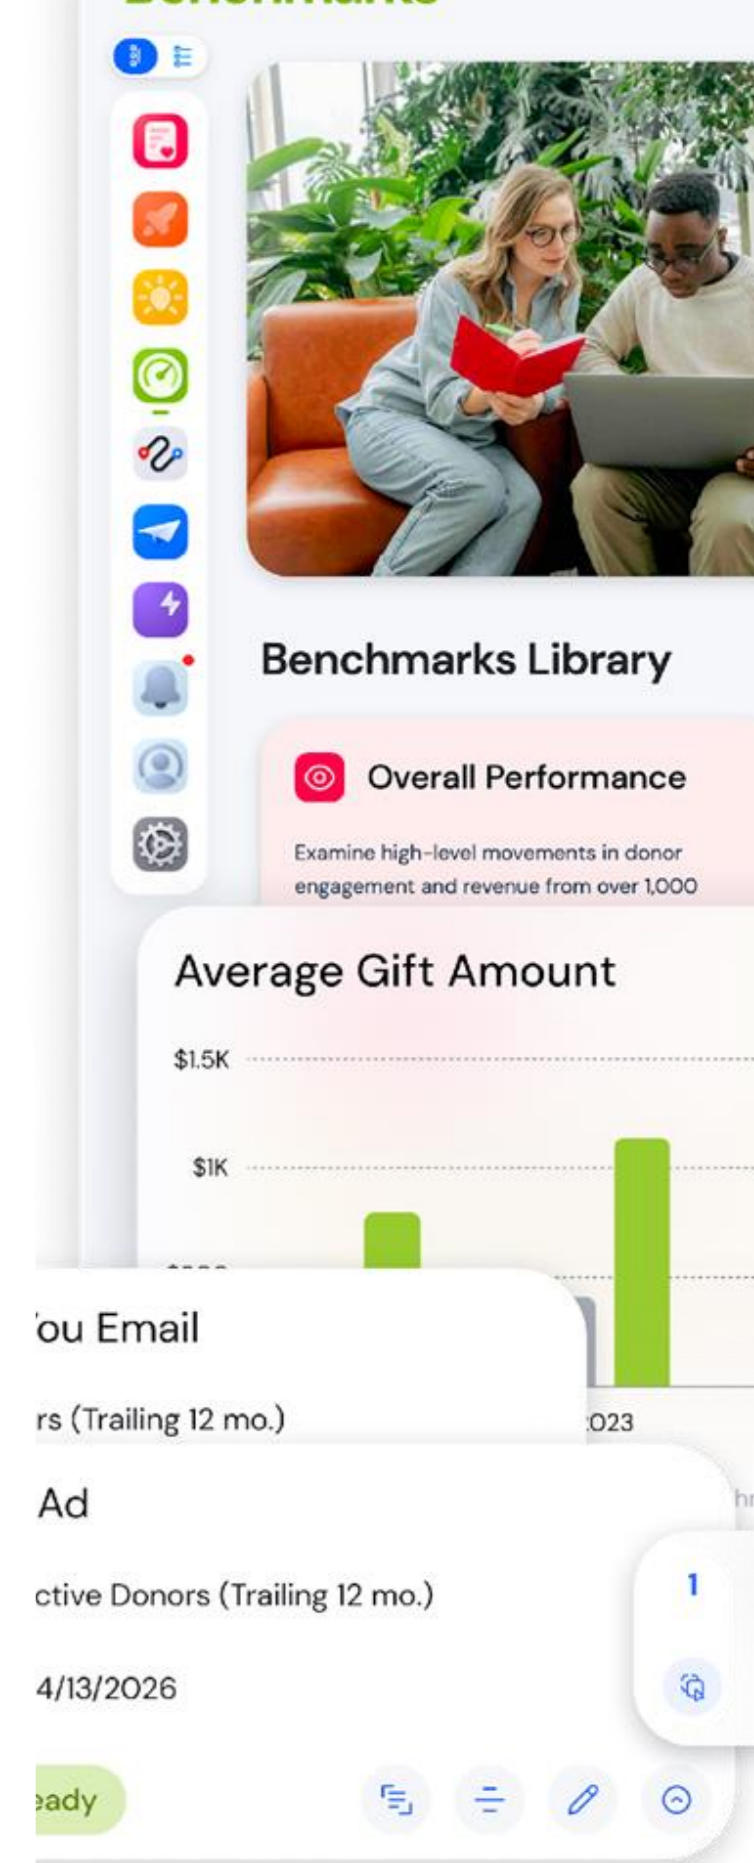 Benchmarks
Benchmarks Library
Overall Performance
Examine high-level movements in donor
engagement and revenue from over 1,000
Average Gift Amount
$1.5K
$1K
ou Email
rs (Trailing 12 mo.)
023
Ad
ctive Donors (Trailing 12 mo.)
1
4/13/2026
eady